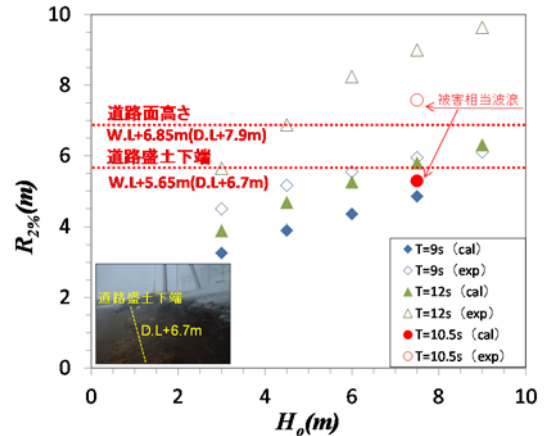 10
8
6
4
2
0
R2%(m)
道路面高さ
W.L+6.85m(D.L+7.9m)
道路盛土下端
W.L+5.65m(D.L+6.7m)
被害相当波浪
道路盛土下端
D.L+6.7m
T=9s (cal)
T=9s (exp)
T=12s (cal)
T=12s (exp)
T=10.5s (cal)
T=10.5s (exp)
0 2 4 6 8 10
Ho(m)